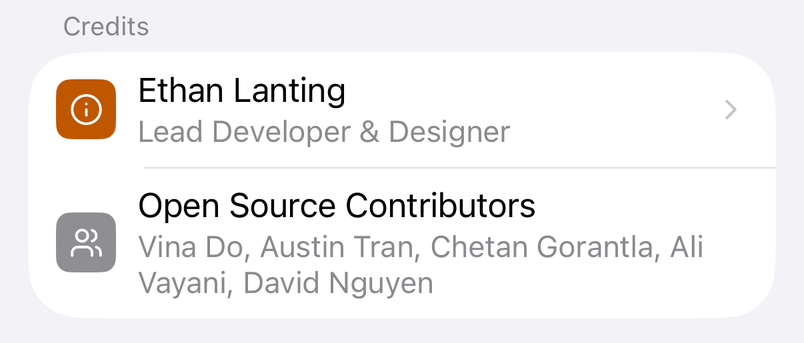 Credits
Ethan Lanting
Lead Developer & Designer
Open Source Contributors
Vina Do, Austin Tran, Chetan Gorantla, Ali
Vayani, David Nguyen